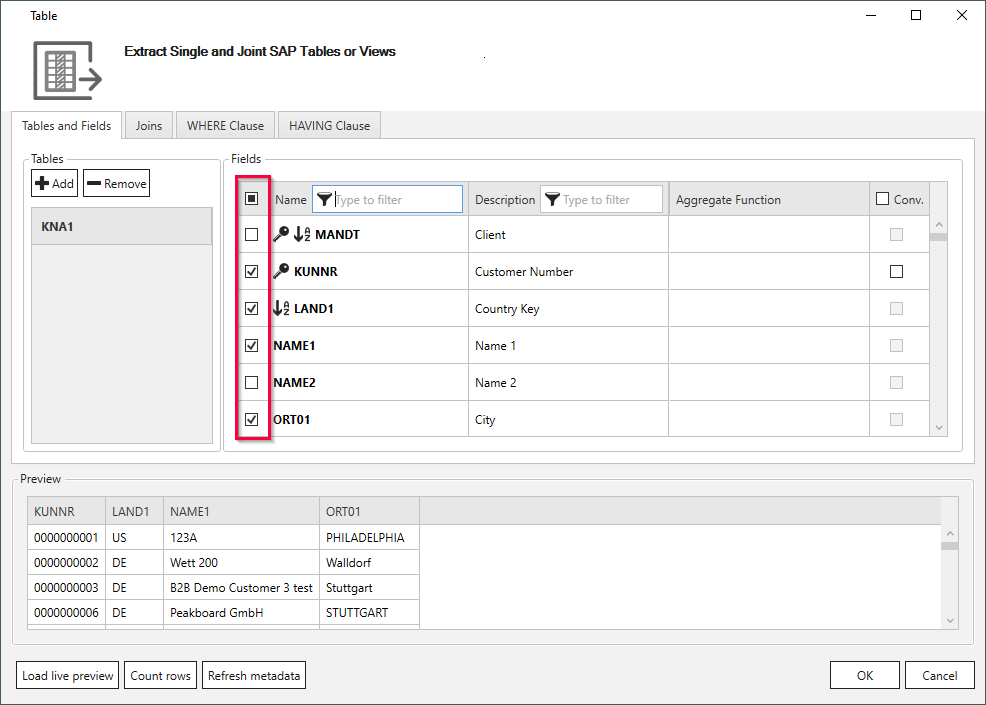 Table
Extract Single and Joint SAP Tables or Views
Tables and Fields Joins WHERE Clause HAVING Clause
Tables
Add Remove
KNA1
Fields
Name Type to filter Description Type to filter Aggregate Function Conv.
MANDT Client
KUNNR Customer Number
LAND1 Country Key
NAME1 Name 1
NAME2 Name 2
ORT01 City
Preview
KUNNR LAND1 NAME1 ORT01
0000000001 US 123A PHILADELPHIA
0000000002 DE Wett 200 Walldorf
0000000003 DE B2B Demo Customer 3 test Stuttgart
0000000006 DE Peakboard GmbH STUTTGART
Load live preview Count rows Refresh metadata OK Cancel